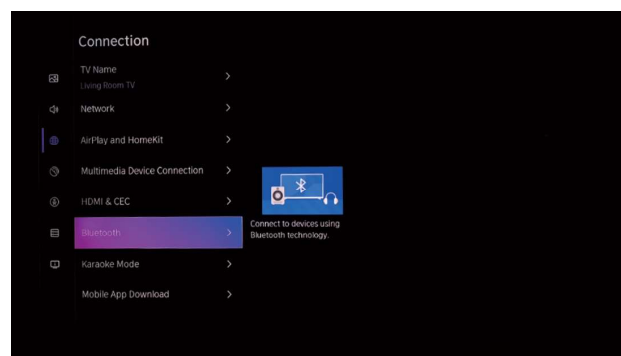 Connection
TV Name
Living Room TV
Network
AirPlay and HomeKit
Multimedia Device Connection
HDMI & CEC
Bluetooth
Connect to devices using
Bluetooth technology.
Karaoke Mode
Mobile App Download